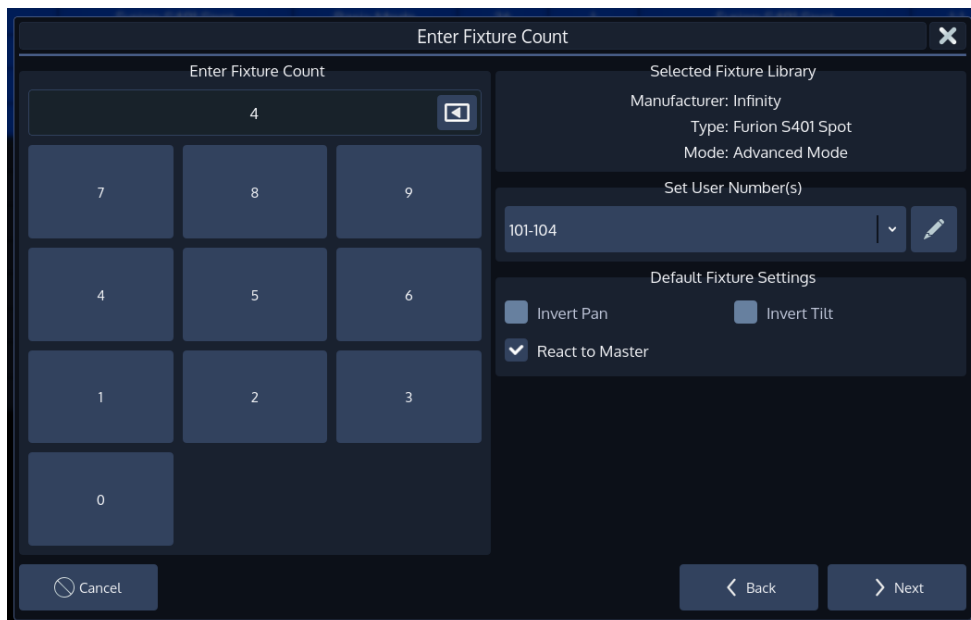 Enter Fixture Count
Enter Fixture Count
4
7 8 9
4 5 6
1 2 3
0
Selected Fixture Library
Manufacturer: Infinity
Type: Furion S401 Spot
Mode: Advanced Mode
Set User Number(s)
101-104
Default Fixture Settings
Invert Pan Invert Tilt
React to Master
Cancel Back Next